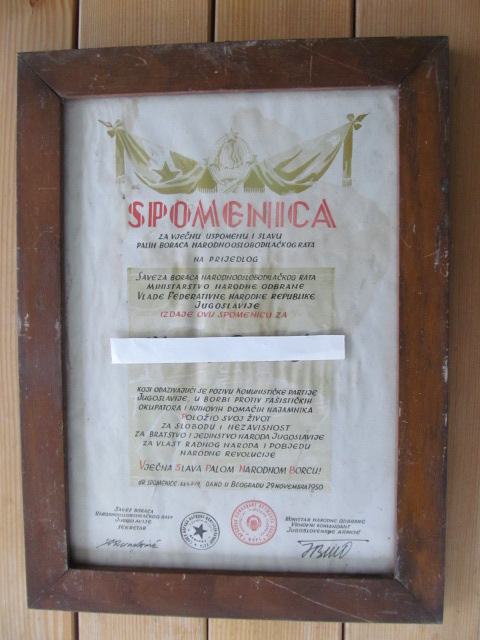 SPOMENICA
ZA VJEČNU USPOMENU I SLAVU
PALIH BORACA NARODNOOSLOBODILAČKOG RATA
NA PRIJEDLOG
SAVEZA BORACA NARODNOOSLOBODILAČKOG RATA
MINISTARSTVO NARODNE ODBRANE
VLADE FEDERATIVNE NARODNE REPUBLIKE
JUGOSLAVIJE
IZDAJE OVU SPOMENICU ZA
KOJI ODAZIVAJUĆI SE POZIVU KOMUNISTIČKE PARTIJE
JUGOSLAVIJE, U BORBI PROTIV FAŠISTIČKIH
OKUPATORA I NJIHOVIH DOMAĆIH NAJAMNIKA
POLOŽIO SVOJ ŽIVOT
ZA SLOBODU I NEZAVISNOST
ZA BRATSTVO I JEDINSTVO NARODA JUGOSLAVIJE
ZA VLAST RADNOG NARODA I POBJEDU
NARODNE REVOLUCIJE
VJEČNA SLAVA PALOM NARODNOM BORCU!
BR. SPOMENICE DANO U BEOGRADU 29 NOVEMBRA 1950
SAVEZ BORACA
NARODNOOSLOBODILAČKOG RATA
JUGOSLAVIJE
SEKRETAR
MINISTAR NARODNE ODBRANE
VRHOVNI KOMANDANT
JUGOSLOVENSKE ARMIJE